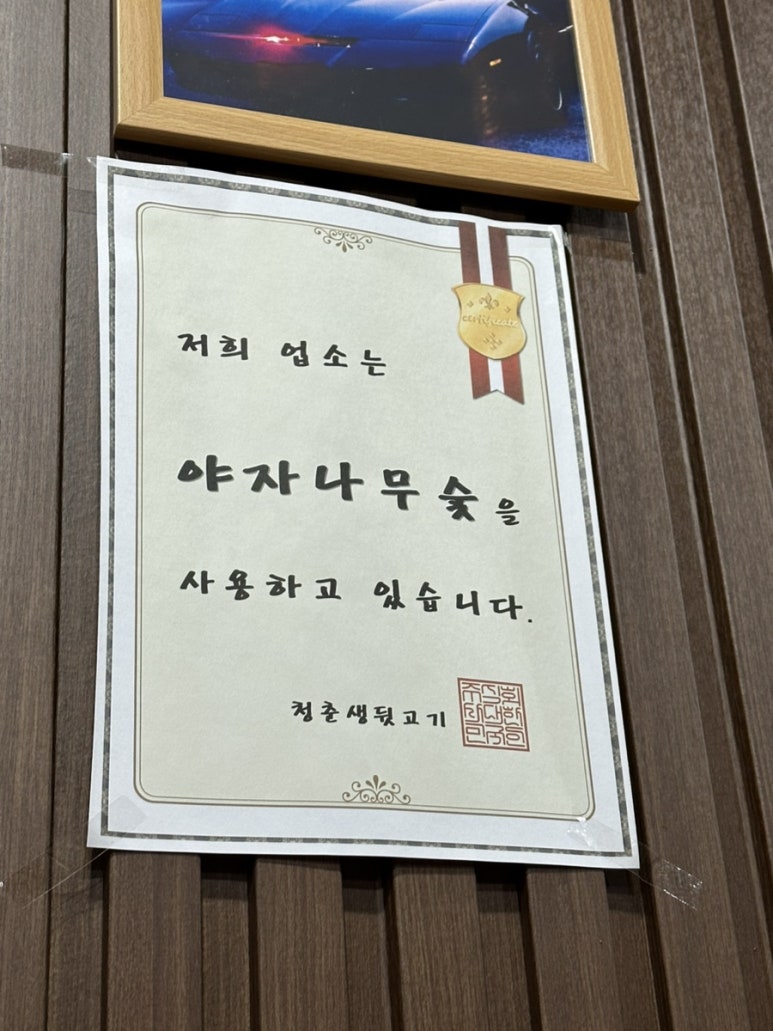 certificate
저희 업소는
야자나무숯을
사용하고 있습니다.
청춘생뒷고기